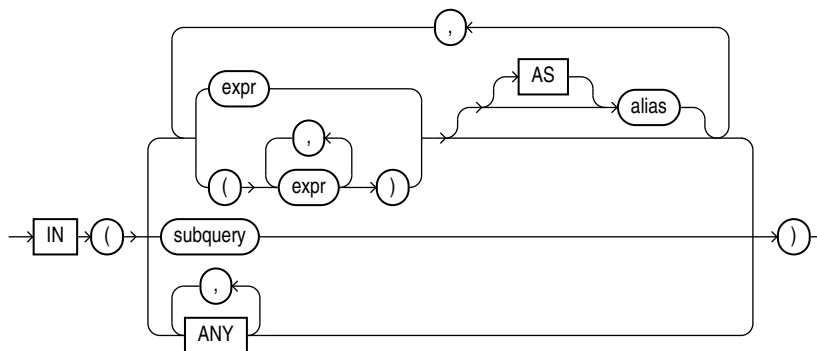 ,
expr AS
alias
,
( expr )
IN ( subquery )
,
ANY